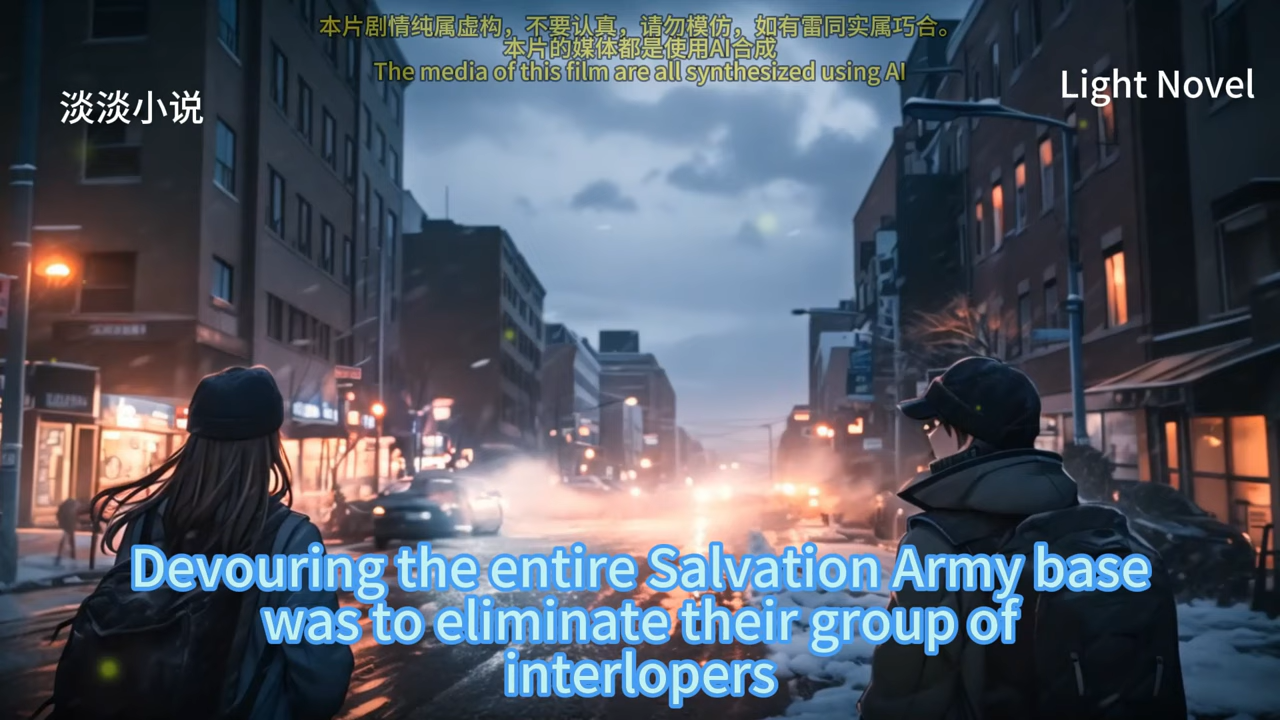 本片剧情纯属虚构，不要认真，请勿模仿，如有雷同实属巧合。
本片的媒体都是使用AI合成
The media of this film are all synthesized using AI
淡淡小说
Light Novel
Devouring the entire Salvation Army base
was to eliminate their group of
interlopers